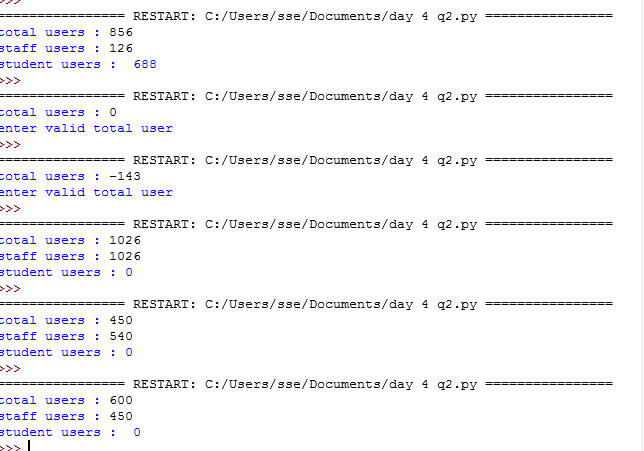 >>>
================ RESTART: C:/Users/sse/Documents/day 4 q2.py ================
total users : 856
staff users : 126
student users :  688
>>>
================ RESTART: C:/Users/sse/Documents/day 4 q2.py ================
total users : 0
enter valid total user
>>>
================ RESTART: C:/Users/sse/Documents/day 4 q2.py ================
total users : -143
enter valid total user
>>>
================ RESTART: C:/Users/sse/Documents/day 4 q2.py ================
total users : 1026
staff users : 1026
student users : 0
>>>
================ RESTART: C:/Users/sse/Documents/day 4 q2.py ================
total users : 450
staff users : 540
student users : 0
>>>
================ RESTART: C:/Users/sse/Documents/day 4 q2.py ================
total users : 600
staff users : 450
student users :  0
>>>